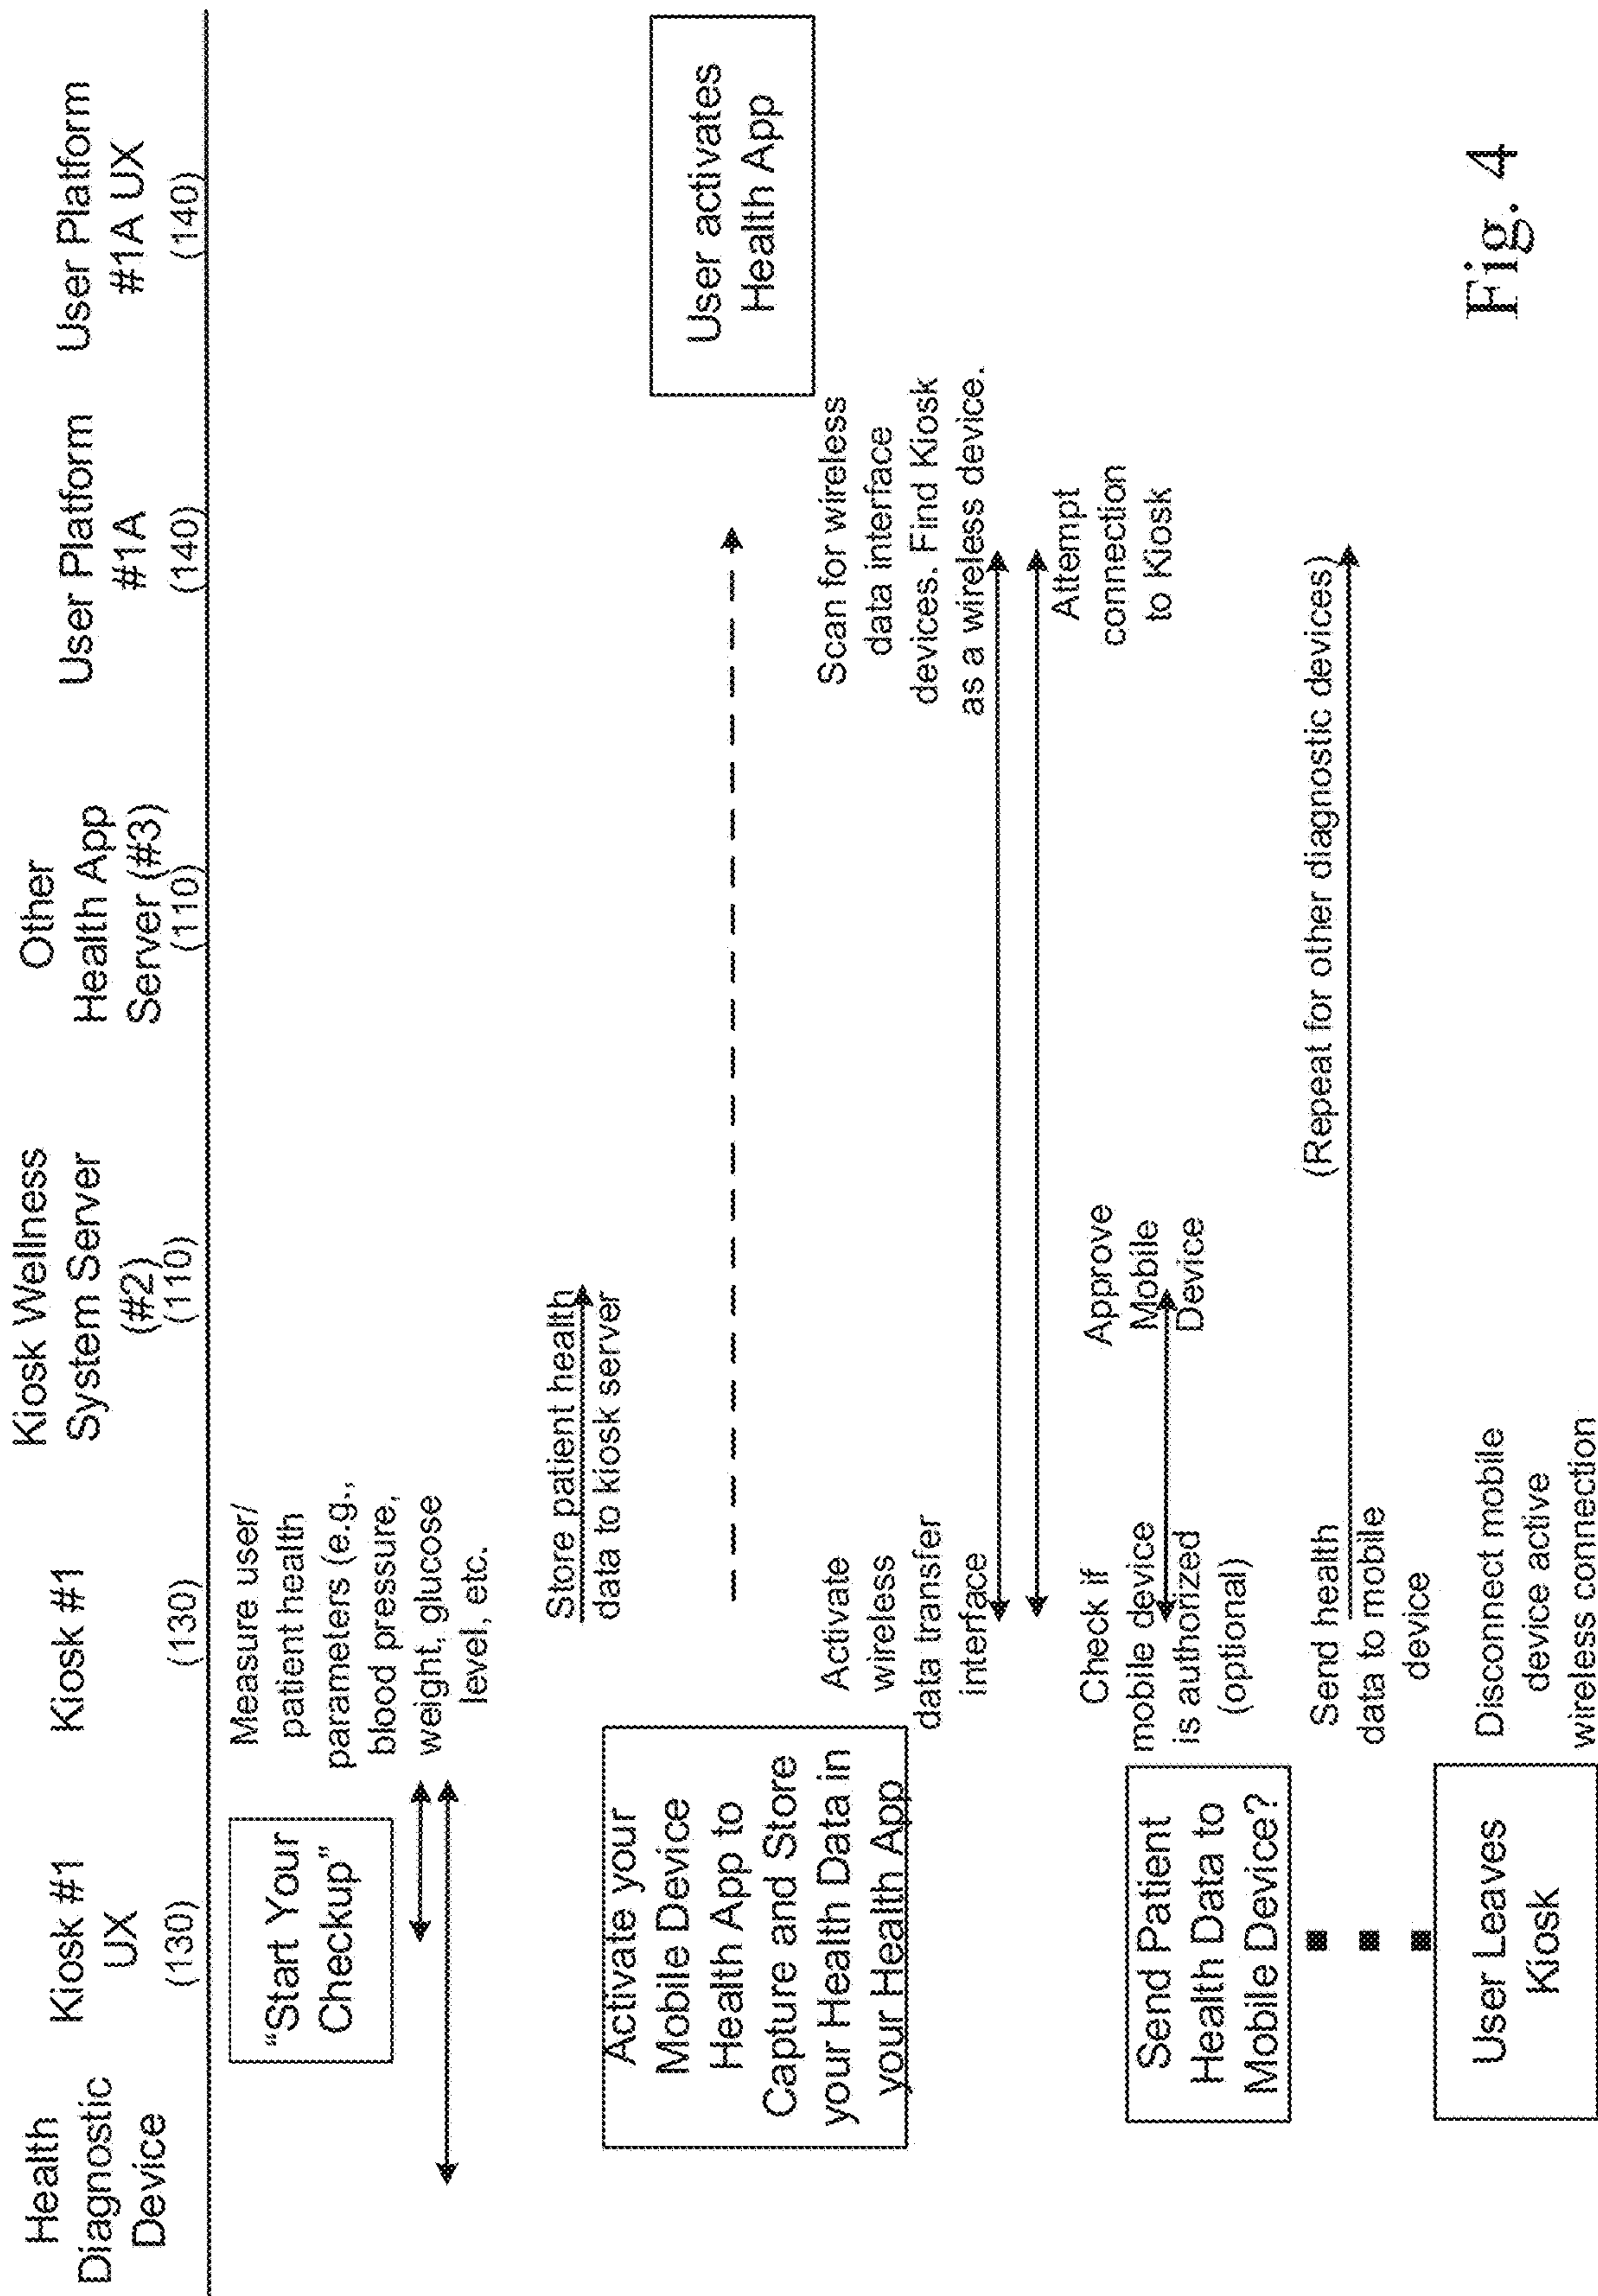 Health
Diagnostic
Device
Kiosk #1
UX
(130)
Kiosk #1
(130)
Kiosk Wellness
System Server
(#2)
(110)
Other
Health App
Server (#3)
(110)
User Platform
#1A
(140)
User Platform
#1A UX
(140)
"Start Your
Checkup"
Measure user/
patient health
parameters (e.g.,
blood pressure,
weight, glucose
level, etc.
Store patient health
data to kiosk server
Activate your
Mobile Device
Health App to
Capture and Store
your Health Data in
your Health App
User activates
Health App
Activate
wireless
data transfer
interface
Scan for wireless
data interface
devices. Find Kiosk
as a wireless device.
Attempt
connection
to Kiosk
Check if
mobile device
is authorized
(optional)
Approve
Mobile
Device
Send Patient
Health Data to
Mobile Device?
Send health
data to mobile
device
(Repeat for other diagnostic devices)
User Leaves
Kiosk
Disconnect mobile
device active
wireless connection
Fig. 4